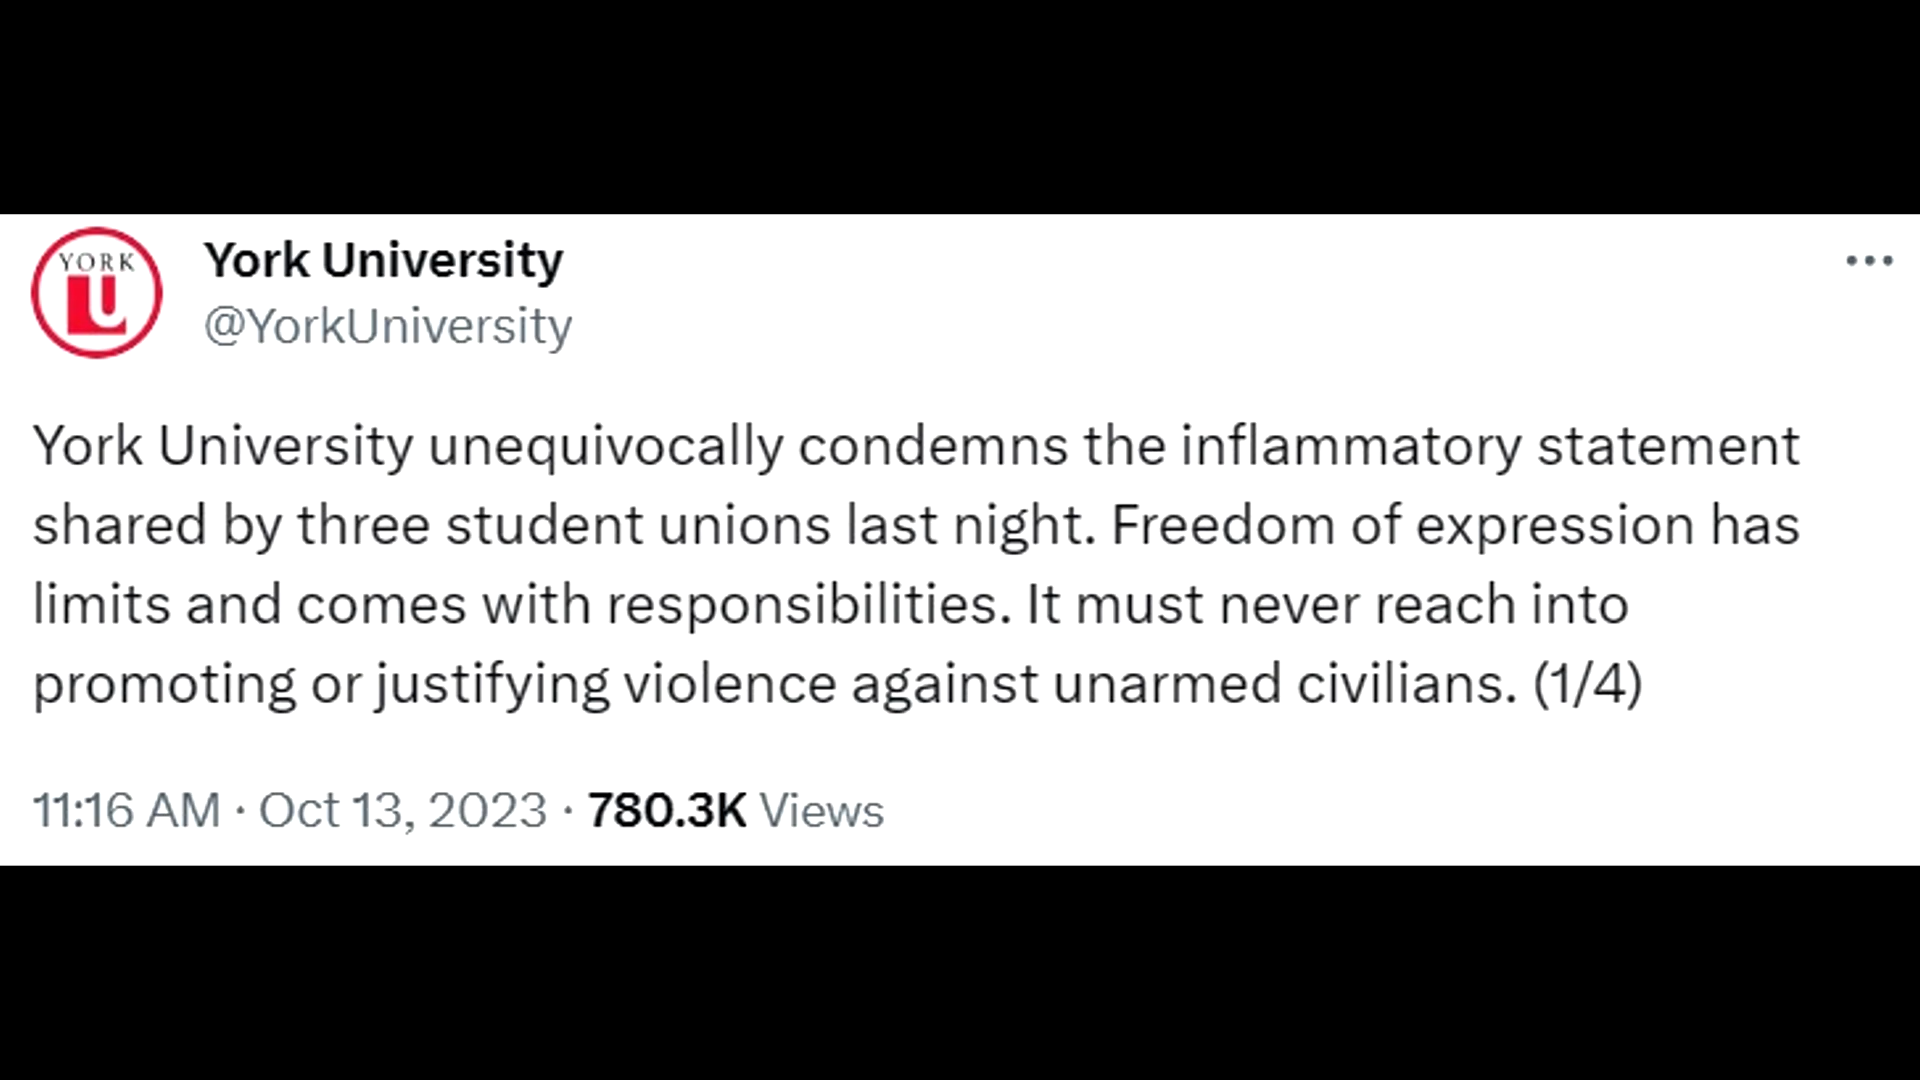 YORK
U
York University
@YorkUniversity
York University unequivocally condemns the inflammatory statement
shared by three student unions last night. Freedom of expression has
limits and comes with responsibilities. It must never reach into
promoting or justifying violence against unarmed civilians. (1/4)
11:16 AM · Oct 13, 2023 · 780.3K Views